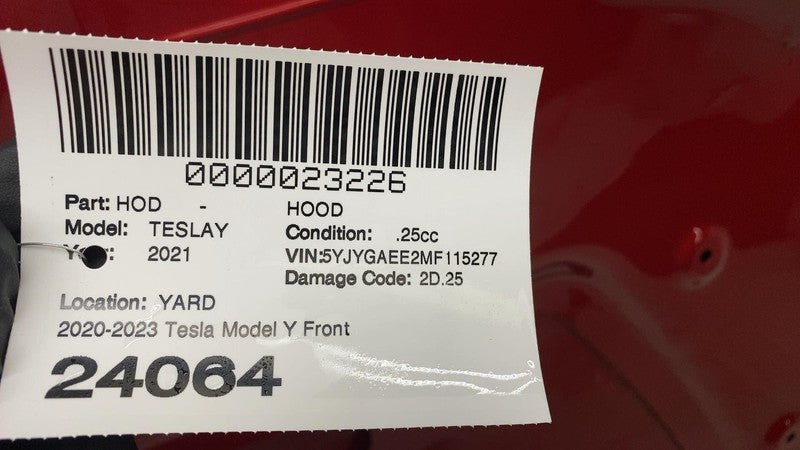 0000023226
Part: HOD - HOOD
Model: TESLAY Condition: .25cc
Year: 2021 VIN:5YJYGAEE2MF115277
Damage Code: 2D.25
Location: YARD
2020-2023 Tesla Model Y Front
24064